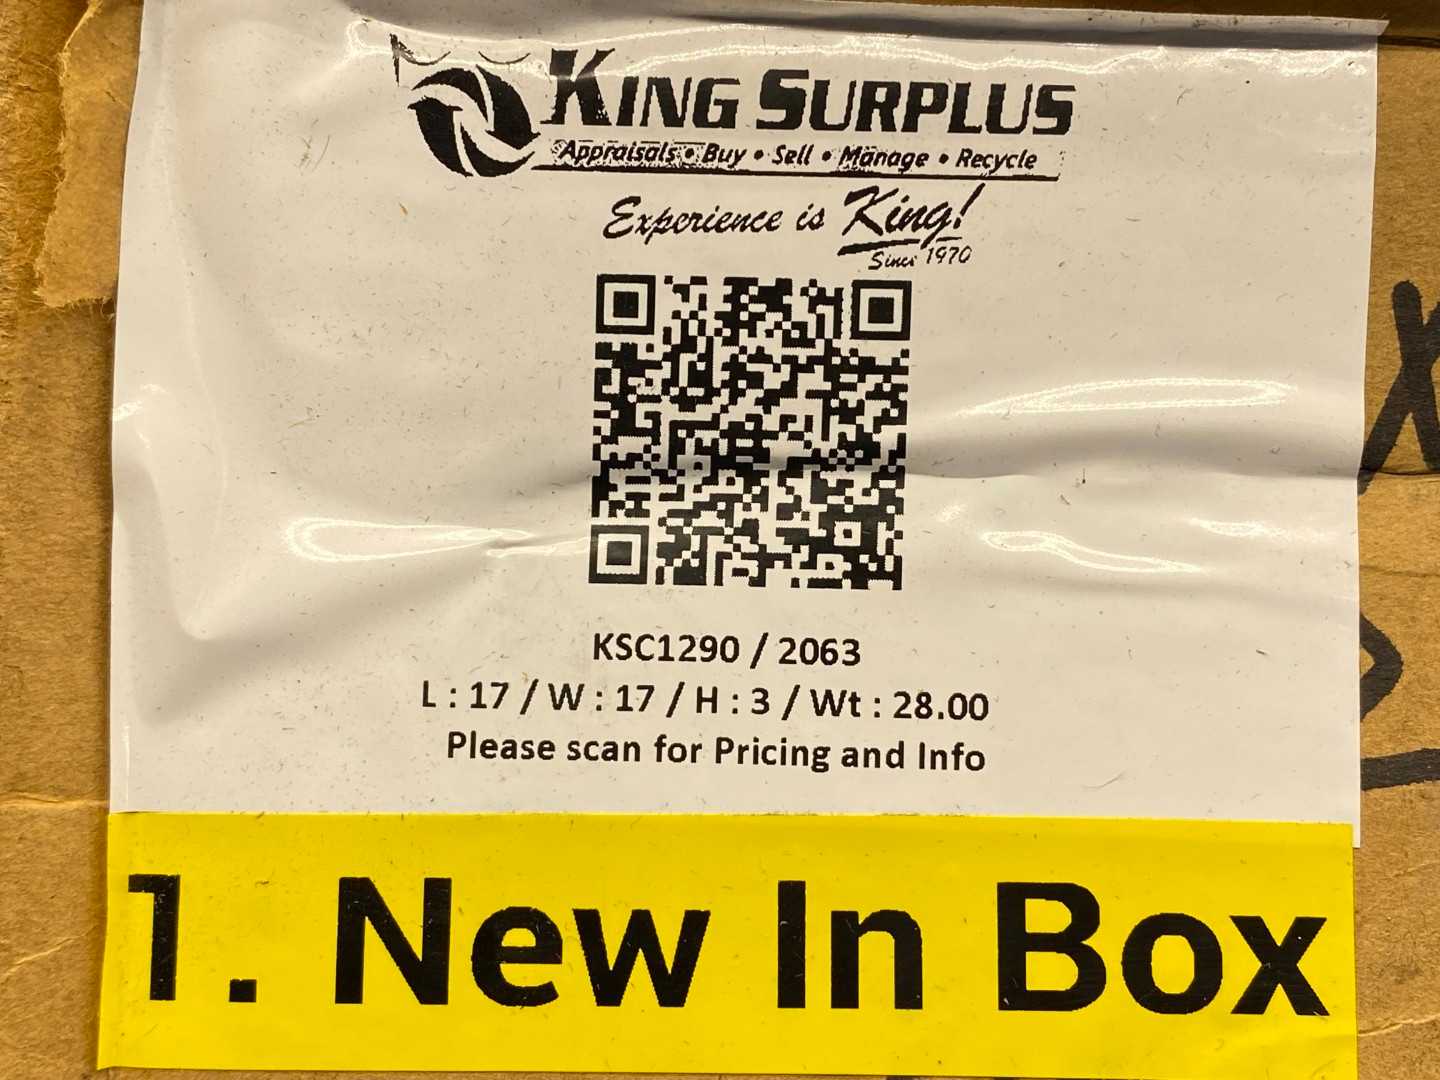 KING SURPLUS
Appraisals • Buy • Sell • Manage • Recycle
Experience is King!
Since 1970
KSC1290 / 2063
L : 17 / W : 17 / H : 3 / Wt : 28.00
Please scan for Pricing and Info
1. New In Box